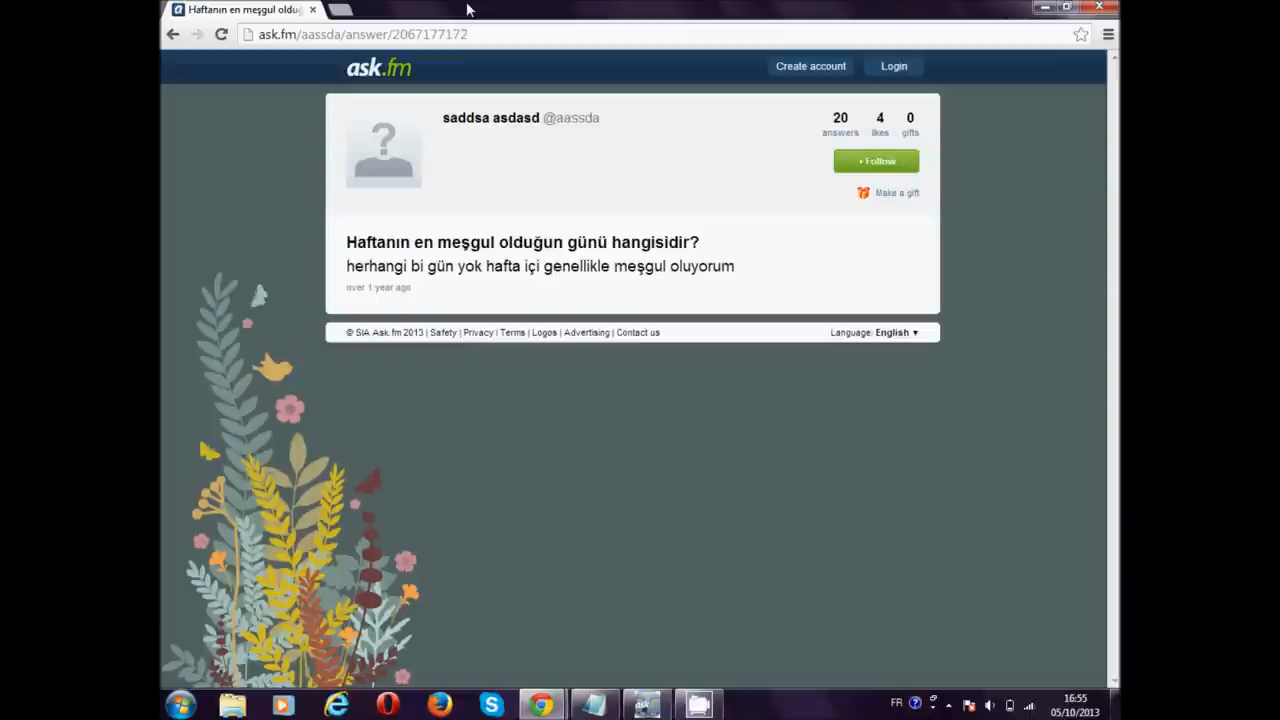 Haftanın en meşgul olduğ
ask.fm/aassda/answer/2067177172
ask.fm
Create account
Login
saddsa asdasd @aassda
20 4 0
answers likes gifts
Follow
Make a gift
Haftanın en meşgul olduğun günü hangisidir?
herhangi bi gün yok hafta içi genellikle meşgul oluyorum
over 1 year ago
© SIA Ask.fm 2013 | Safety | Privacy | Terms | Logos | Advertising | Contact us
Language: English ▼
FR
16:55
05/10/2013